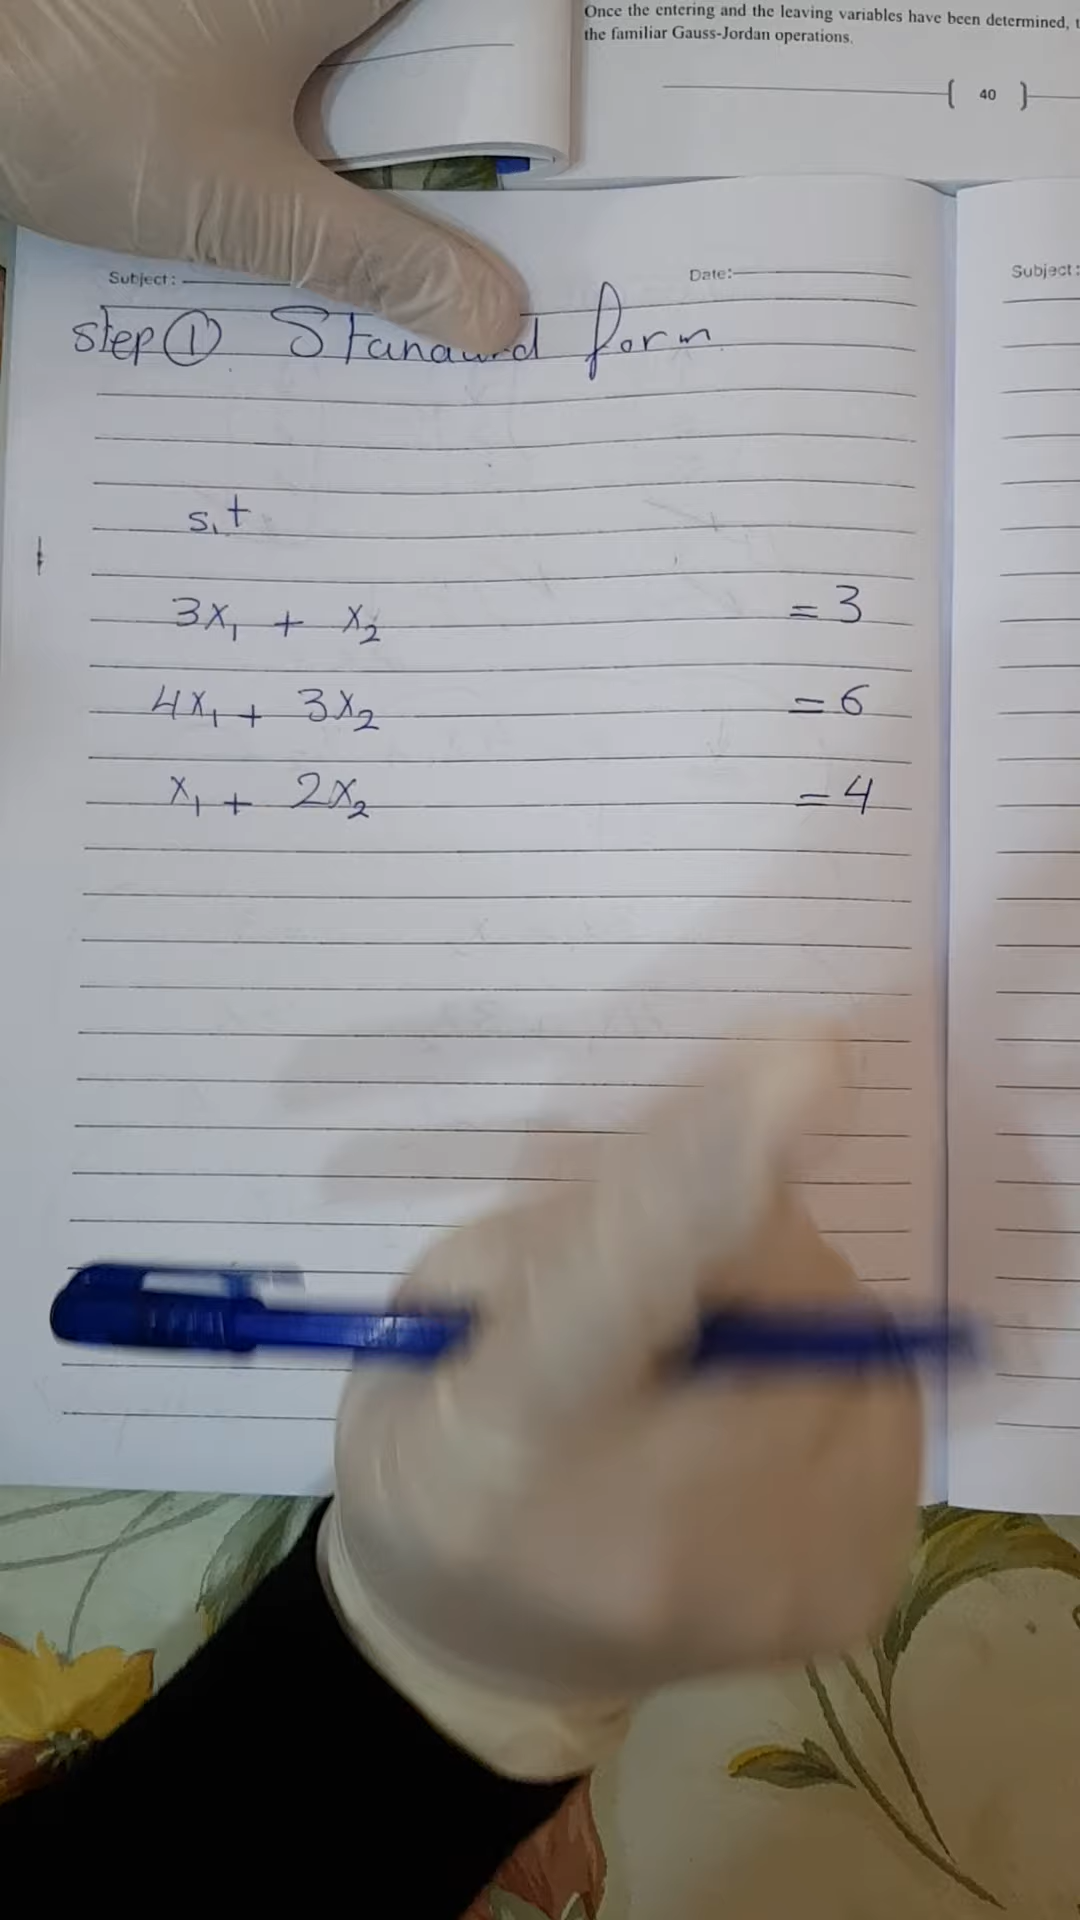 Once the entering and the leaving variables have been determined, t
the familiar Gauss-Jordan operations.
40
Subject:
Date:
Subject:
step ① Standard form
s.t
3x₁ + x₂ = 3
4x₁ + 3x₂ = 6
x₁ + 2x₂ = 4